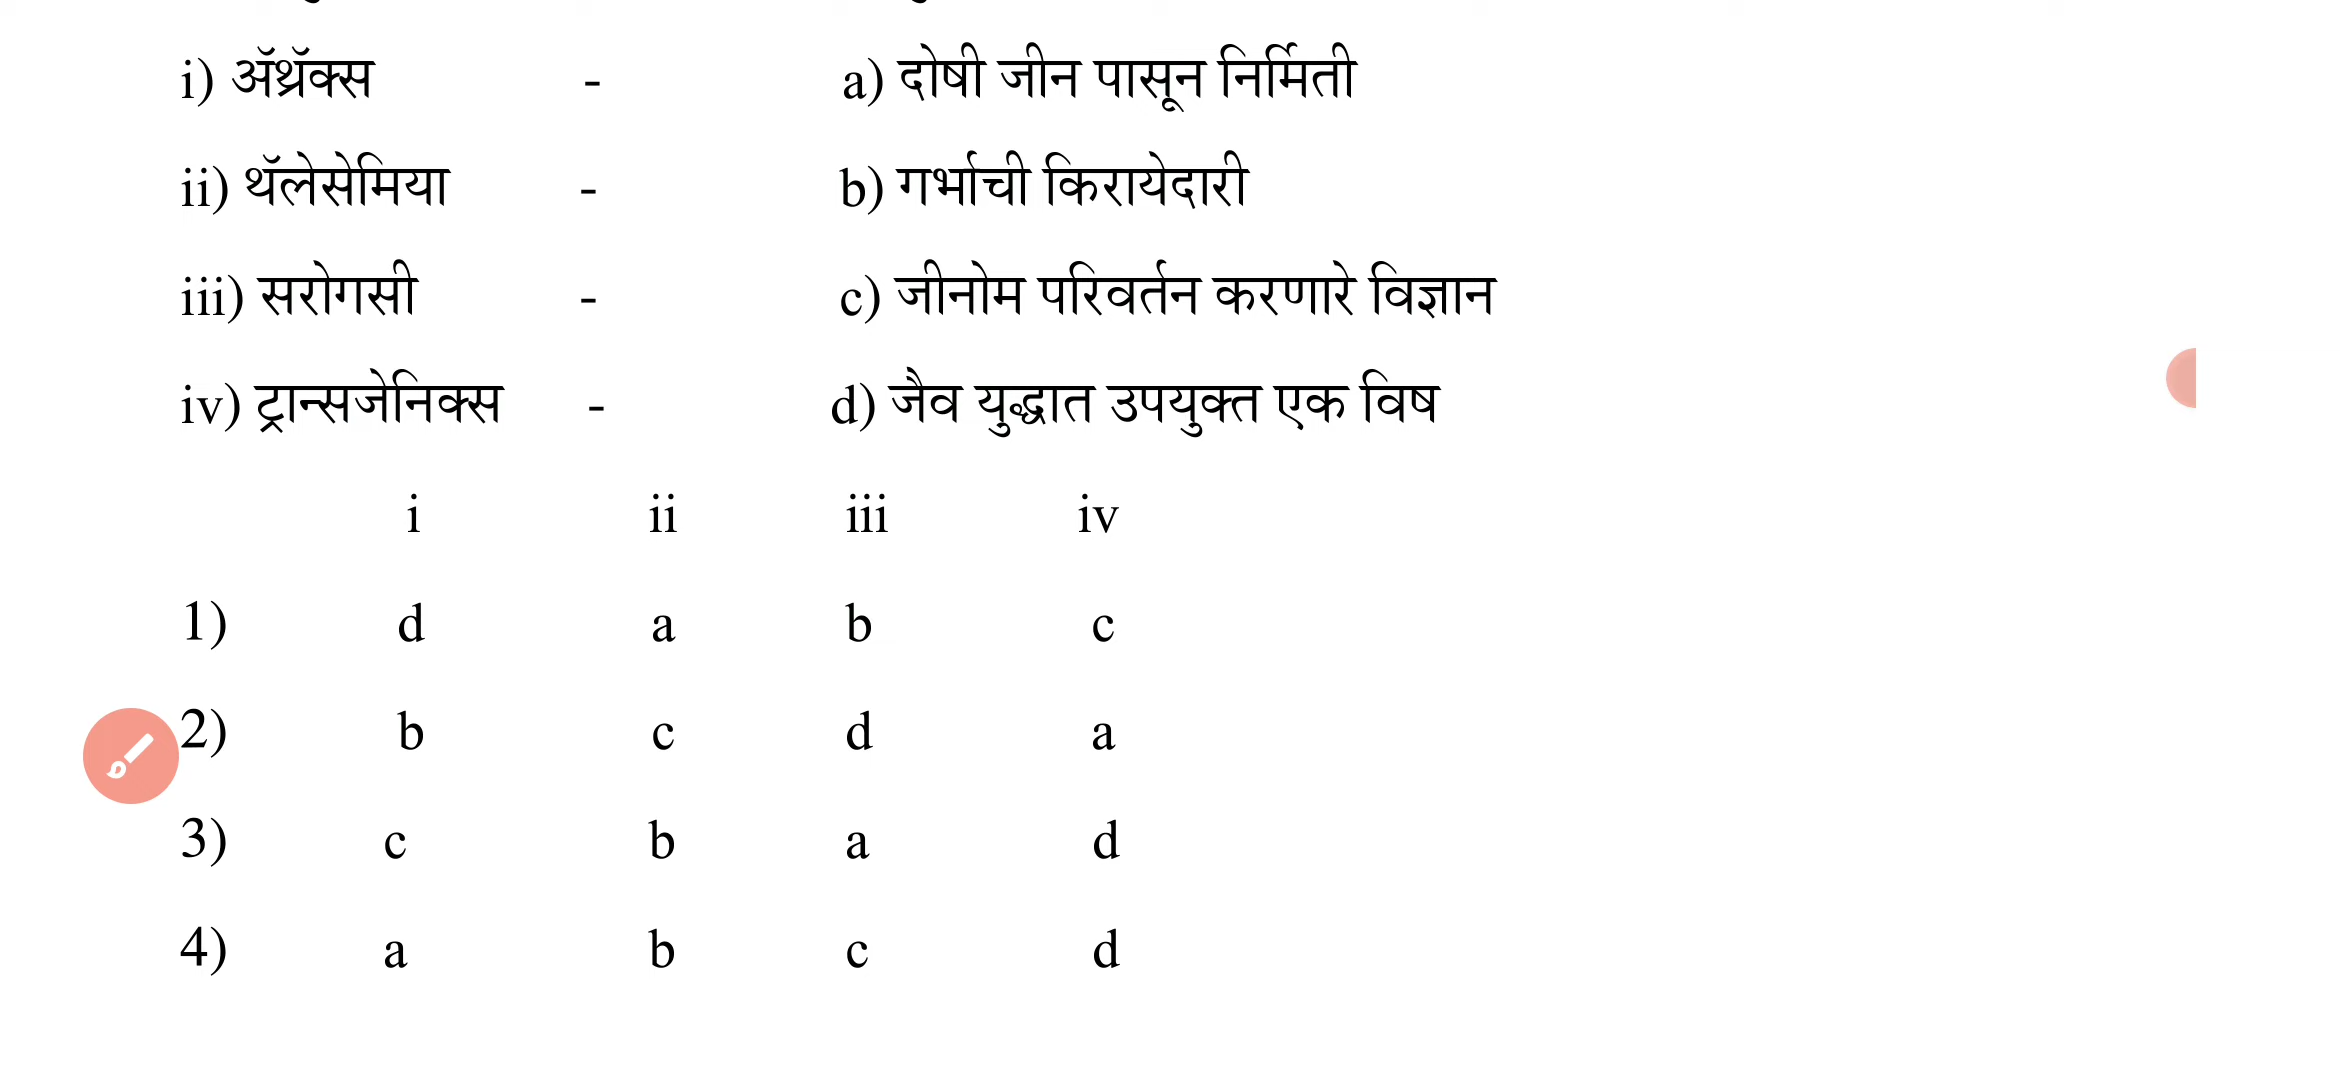 i) अॅथ्रॅक्स - a) दोषी जीन पासून निर्मिती
ii) थॅलेसेमिया - b) गर्भाची किरायेदारी
iii) सरोगसी - c) जीनोम परिवर्तन करणारे विज्ञान
iv) ट्रान्सजेनिक्स - d) जैव युद्धात उपयुक्त एक विष
i ii iii iv
1) d a b c
2) b c d a
3) c b a d
4) a b c d